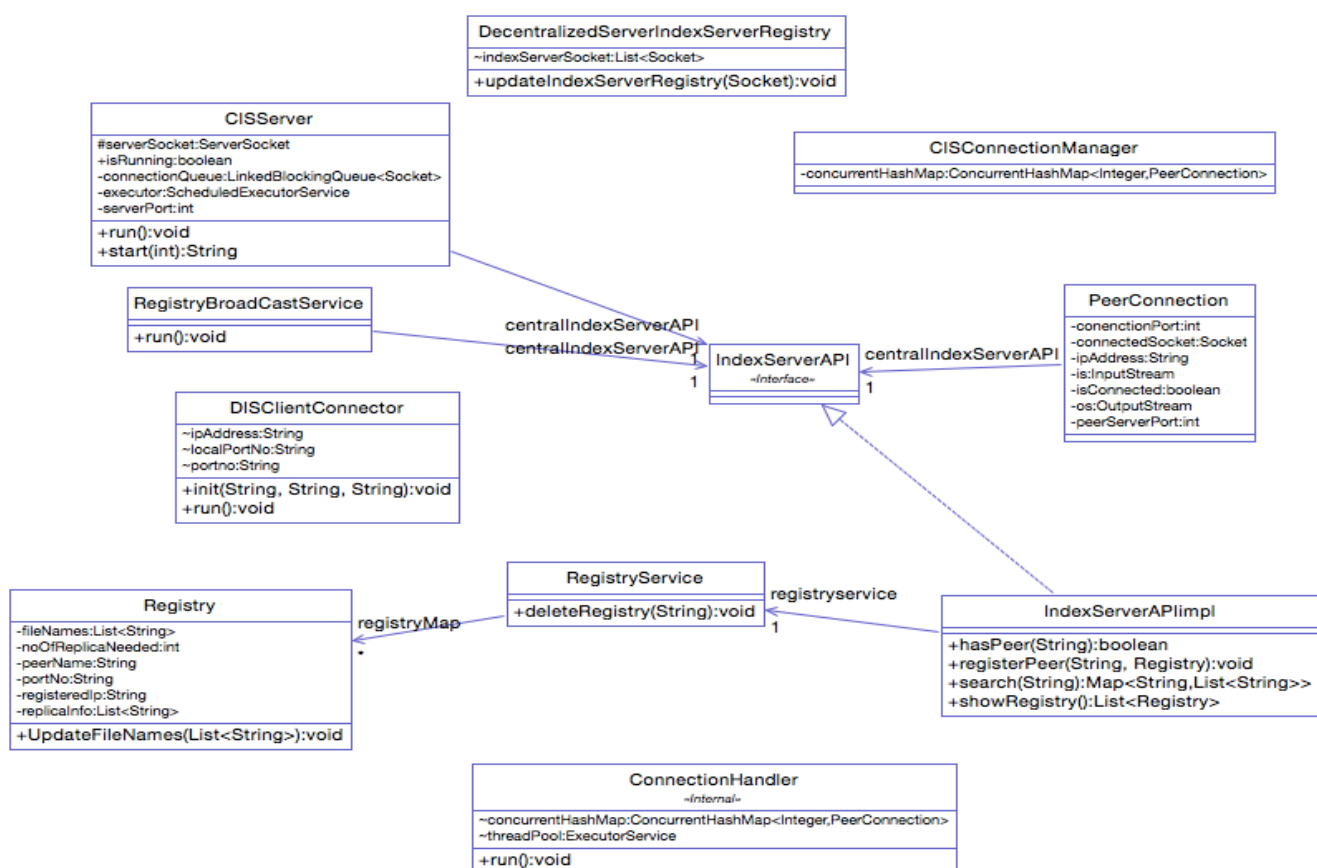 DecentralizedServerIndexServerRegistry
~indexServerSocket:List<Socket>
+updateIndexServerRegistry(Socket):void
CISServer
#serverSocket:ServerSocket
+isRunning:boolean
-connectionQueue:LinkedBlockingQueue<Socket>
-executor:ScheduledExecutorService
-serverPort:int
+run():void
+start(int):String
CISConnectionManager
-concurrentHashMap:ConcurrentHashMap<Integer,PeerConnection>
RegistryBroadCastService
+run():void
centralIndexServerAPI
centralIndexServerAPI
1
1
IndexServerAPI
«Interface»
centralIndexServerAPI
1
PeerConnection
-conenctionPort:int
-connectedSocket:Socket
-ipAddress:String
-is:InputStream
-isConnected:boolean
-os:OutputStream
-peerServerPort:int
DISClientConnector
~ipAddress:String
~localPortNo:String
~portno:String
+init(String, String, String):void
+run():void
Registry
-fileNames:List<String>
-noOfReplicaNeeded:int
-peerName:String
-portNo:String
-registeredIp:String
-replicaInfo:List<String>
+UpdateFileNames(List<String>):void
registryMap
*
RegistryService
+deleteRegistry(String):void
registryservice
1
IndexServerAPIimpl
+hasPeer(String):boolean
+registerPeer(String, Registry):void
+search(String):Map<String,List<String>>
+showRegistry():List<Registry>
ConnectionHandler
«Internal»
~concurrentHashMap:ConcurrentHashMap<Integer,PeerConnection>
~threadPool:ExecutorService
+run():void